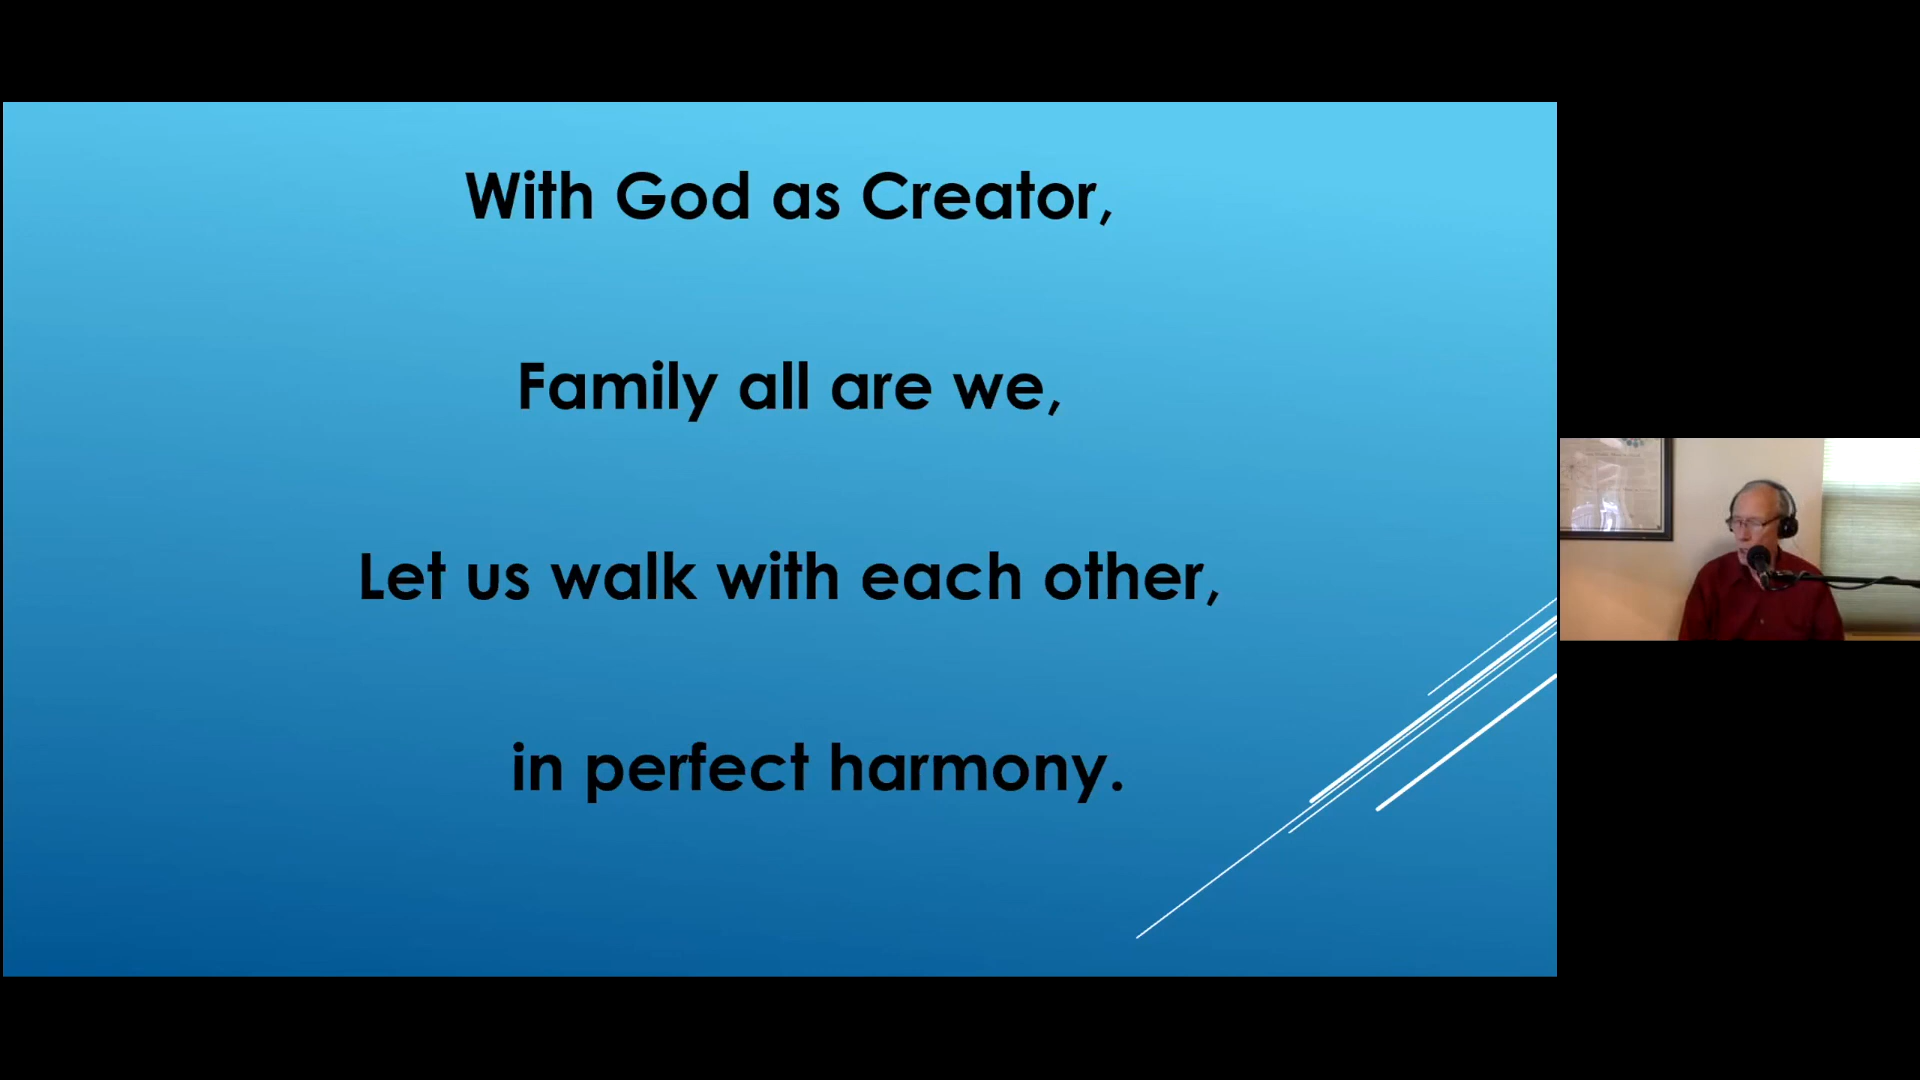 With God as Creator,
Family all are we,
Let us walk with each other,
in perfect harmony.